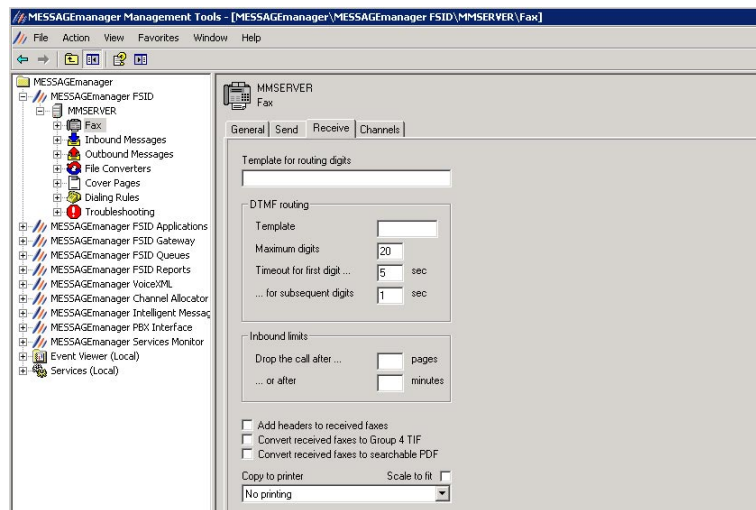 MESSAGEmanager Management Tools - [MESSAGEmanager\MESSAGEmanager FSID\MMSERVER\Fax]
File Action View Favorites Window Help
MESSAGEmanager
MESSAGEmanager FSID
MMSERVER
Fax
Inbound Messages
Outbound Messages
File Converters
Cover Pages
Dialing Rules
Troubleshooting
MESSAGEmanager FSID Applications
MESSAGEmanager FSID Gateway
MESSAGEmanager FSID Queues
MESSAGEmanager FSID Reports
MESSAGEmanager VoiceXML
MESSAGEmanager Channel Allocator
MESSAGEmanager Intelligent Messag
MESSAGEmanager PBX Interface
MESSAGEmanager Services Monitor
Event Viewer (Local)
Services (Local)
MMSERVER
Fax
General Send Receive Channels
Template for routing digits
DTMF routing
Template
Maximum digits 20
Timeout for first digit ... 5 sec
... for subsequent digits 1 sec
Inbound limits
Drop the call after ... pages
... or after minutes
Add headers to received faxes
Convert received faxes to Group 4 TIF
Convert received faxes to searchable PDF
Copy to printer Scale to fit
No printing